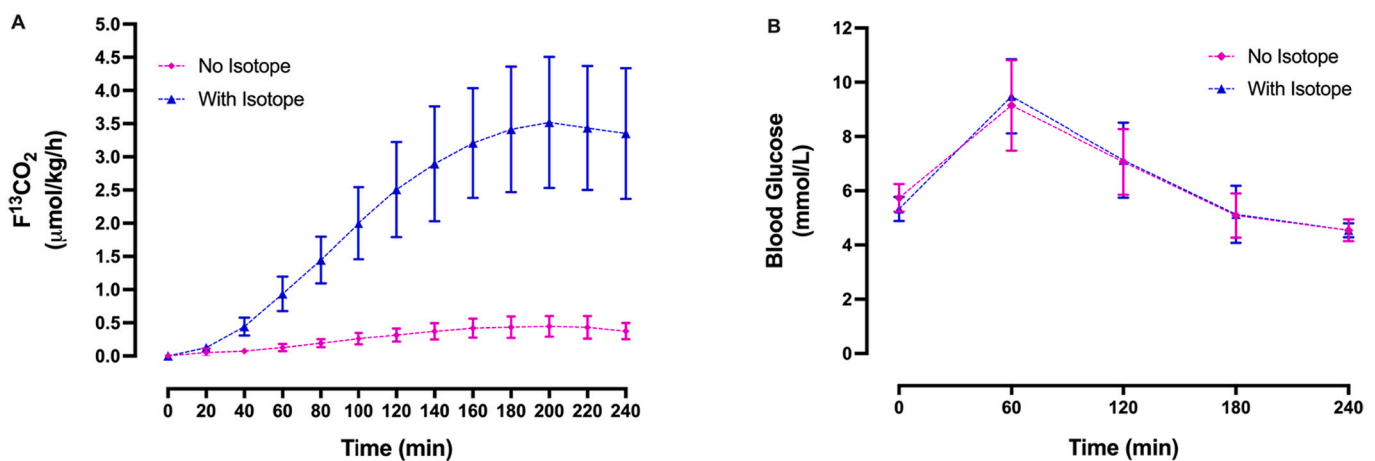 A
F¹³CO₂
(μmol/kg/h)
5.0
4.5
4.0
3.5
3.0
2.5
2.0
1.5
1.0
0.5
0.0
No Isotope
With Isotope
0 20 40 60 80 100 120 140 160 180 200 220 240
Time (min)
B
Blood Glucose
(mmol/L)
12
10
8
6
4
2
0
No Isotope
With Isotope
0 60 120 180 240
Time (min)